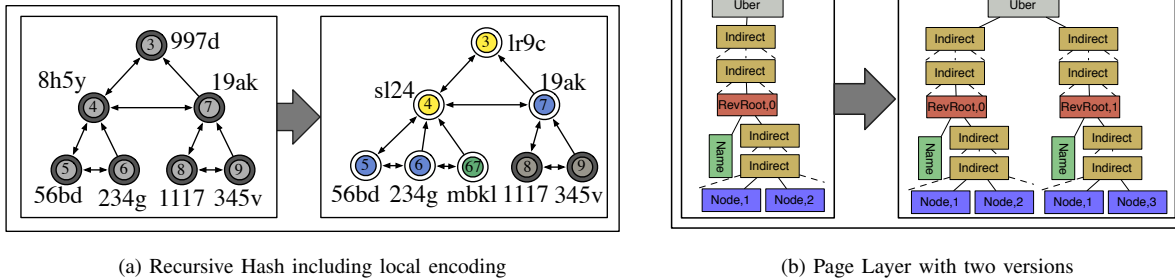 3 997d
8h5y 19ak
4 7
5 6 8 9
56bd 234g 1117 345v
3 lr9c
sl24 19ak
4 7
5 6 67 8 9
56bd 234g mbkl 1117 345v
(a) Recursive Hash including local encoding
Uber
Indirect
Indirect
RevRoot,0
Name Indirect
Indirect
Node,1 Node,2
Uber
Indirect Indirect
Indirect Indirect
RevRoot,0 RevRoot,1
Name Indirect Name Indirect
Indirect Indirect
Node,1 Node,2 Node,1 Node,3
(b) Page Layer with two versions